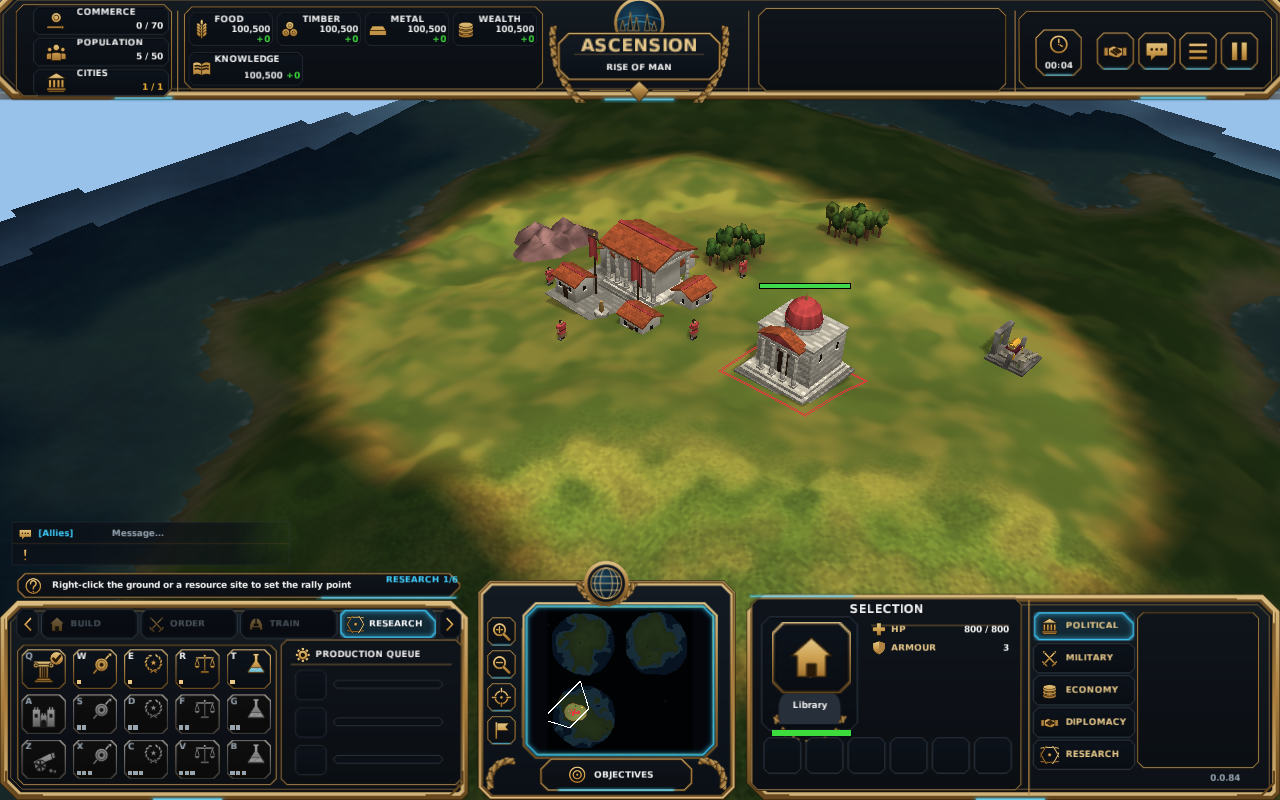 COMMERCE
0 / 70
POPULATION
5 / 50
CITIES
1 / 1
FOOD
100,500
+0
TIMBER
100,500
+0
METAL
100,500
+0
WEALTH
100,500
+0
KNOWLEDGE
100,500 +0
ASCENSION
RISE OF MAN
00:04
[Allies] Message...
!
? Right-click the ground or a resource site to set the rally point
RESEARCH 1/6
BUILD
ORDER
TRAIN
RESEARCH
Q W E R T
A S D F G
Z X C V B
PRODUCTION QUEUE
OBJECTIVES
SELECTION
HP 800 / 800
ARMOUR 3
Library
POLITICAL
MILITARY
ECONOMY
DIPLOMACY
RESEARCH
0.0.84